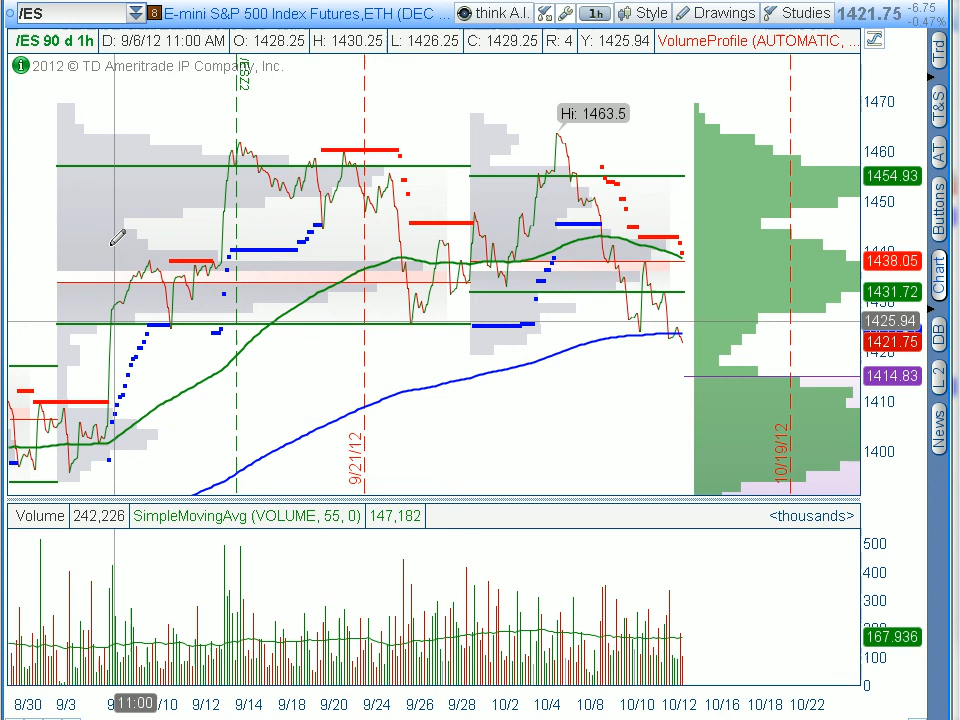 /ES 8 E-mini S&P 500 Index Futures,ETH (DEC ... think A.I. 1h Style Drawings Studies 1421.75 -6.75 -0.47%
/ES 90 d 1h D: 9/6/12 11:00 AM O: 1428.25 H: 1430.25 L: 1426.25 C: 1429.25 R: 4 Y: 1425.94 VolumeProfile (AUTOMATIC, ...
2012 © TD Ameritrade IP Company, Inc.
/ESZ2
Hi: 1463.5
9/21/12
10/19/12
1470
1460
1454.93
1450
1440
1438.05
1431.72
1430
1425.94
1421.75
1420
1414.83
1410
1400
Trd
T&S
AT
Buttons
Chart
DB
L 2
News
Volume 242,226 SimpleMovingAvg (VOLUME, 55, 0) 147,182 <thousands>
500
400
300
167.936
100
0
8/30 9/3 11:00 /10 9/12 9/14 9/18 9/20 9/24 9/26 9/28 10/2 10/4 10/8 10/10 10/12 10/16 10/18 10/22